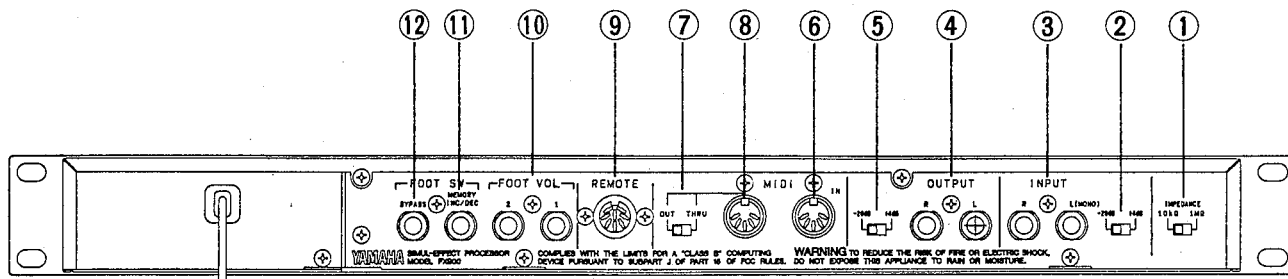 ⑫ ⑪ ⑩ ⑨ ⑦ ⑧ ⑥ ⑤ ④ ③ ② ①
FOOT SW FOOT VOL REMOTE MIDI OUTPUT INPUT
BYPASS MEMORY INC/DEC 2 1 OUT THRU IN -20dB +4dB R L R L(MONO) -20dB +4dB IMPEDANCE
10KΩ 1MΩ
YAMAHA SIMUL-EFFECT PROCESSOR
MODEL FX500
COMPLIES WITH THE LIMITS FOR A "CLASS B" COMPUTING
DEVICE PURSUANT TO SUBPART J OF PART 15 OF FCC RULES.
WARNING TO REDUCE THE RISK OF FIRE OR ELECTRIC SHOCK,
DO NOT EXPOSE THIS APPLIANCE TO RAIN OR MOISTURE.